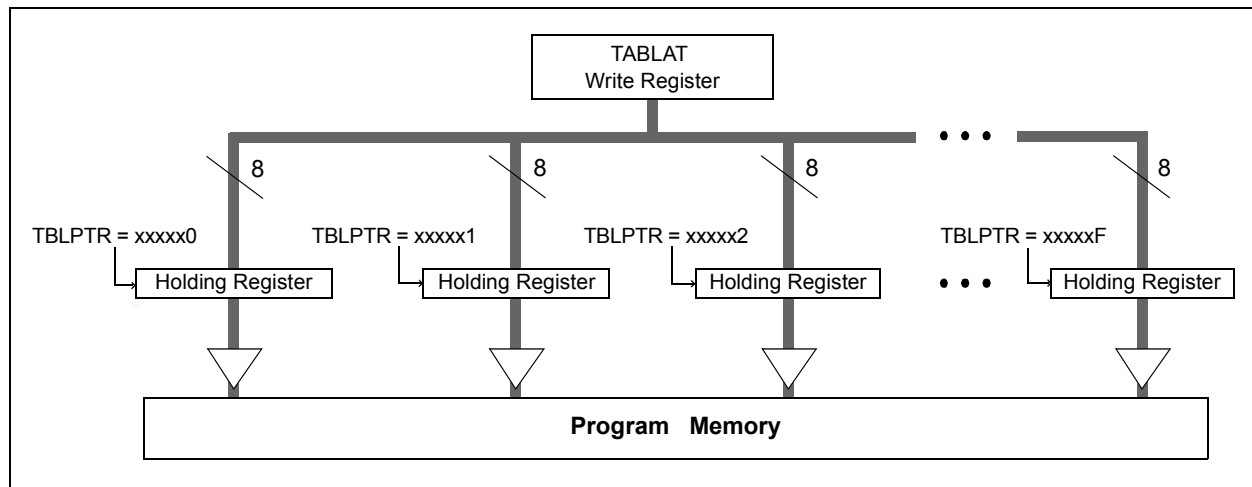 TABLAT
Write Register
8 8 8 8
TBLPTR = xxxxx0 TBLPTR = xxxxx1 TBLPTR = xxxxx2 TBLPTR = xxxxxF
Holding Register Holding Register Holding Register • • • Holding Register
Program Memory